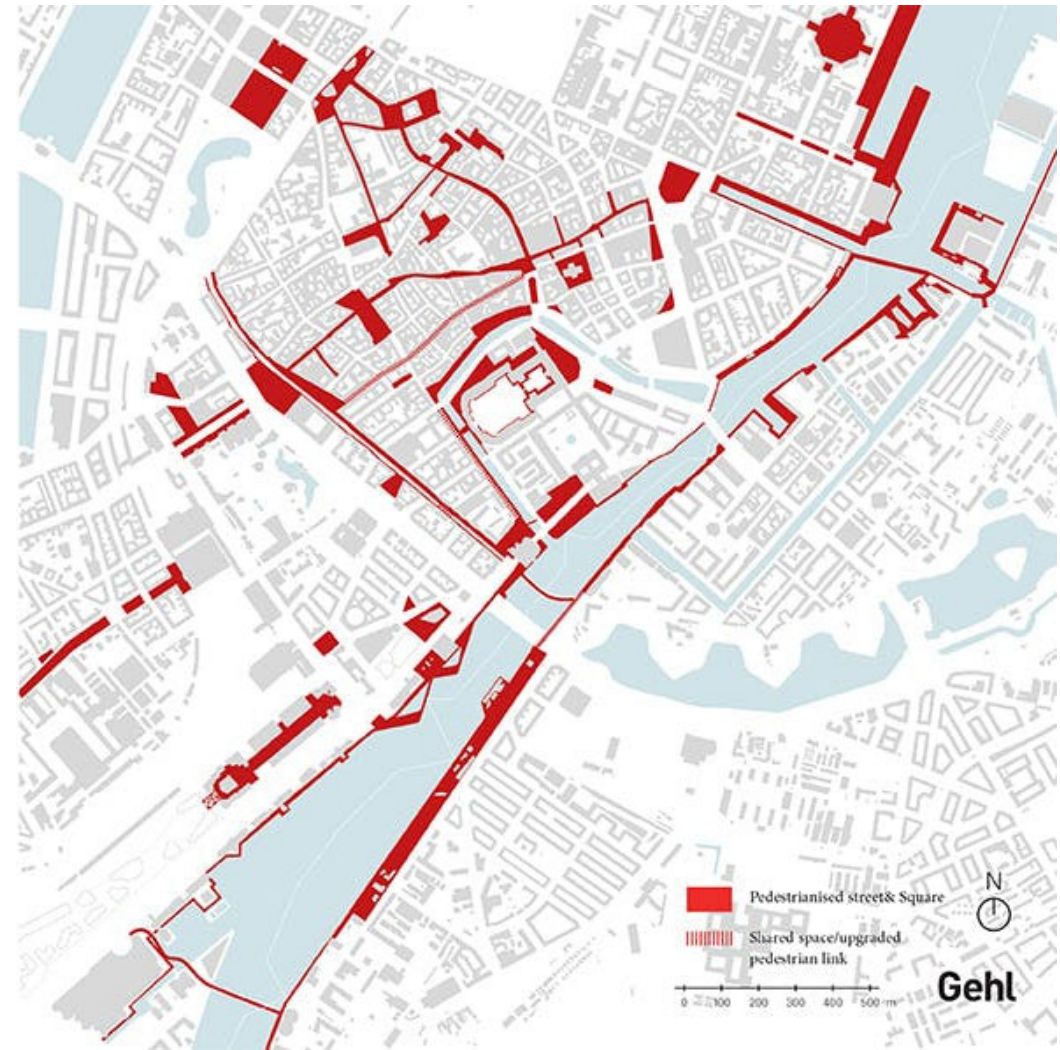 Pedestrianised street& Square
Shared space/upgraded
pedestrian link
N
0 100 200 300 400 500 m
Gehl